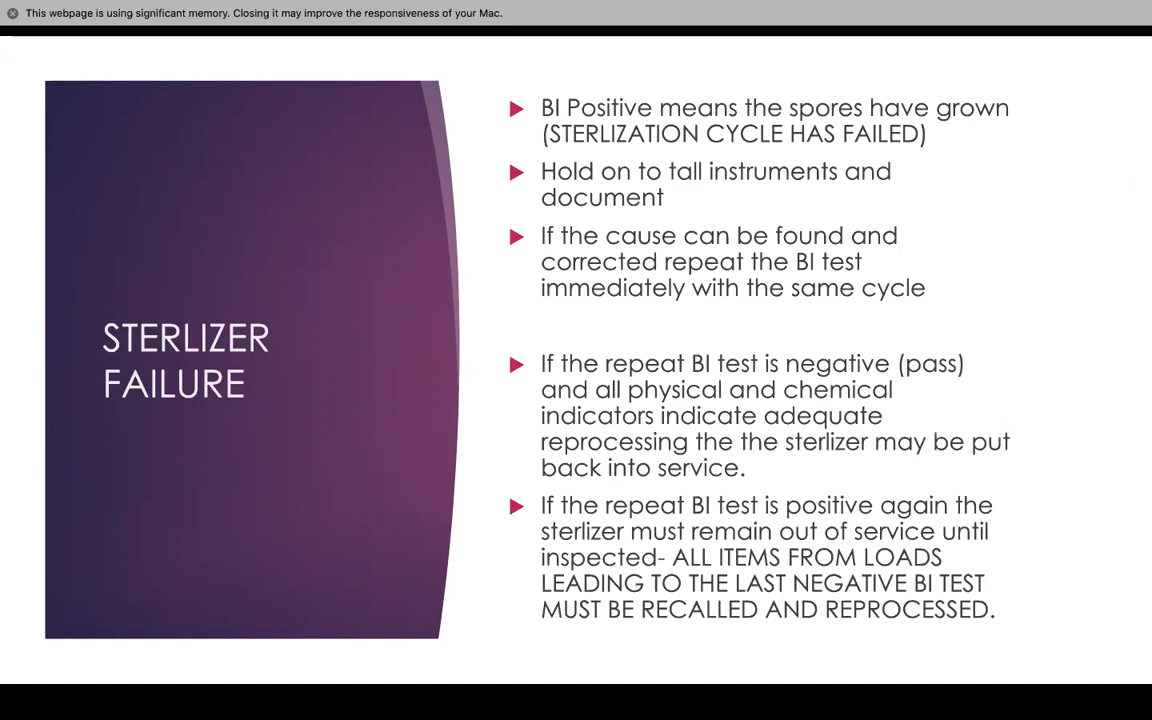 This webpage is using significant memory. Closing it may improve the responsiveness of your Mac.
STERLIZER
FAILURE
BI Positive means the spores have grown
(STERLIZATION CYCLE HAS FAILED)
Hold on to tall instruments and
document
If the cause can be found and
corrected repeat the BI test
immediately with the same cycle
If the repeat BI test is negative (pass)
and all physical and chemical
indicators indicate adequate
reprocessing the the sterlizer may be put
back into service.
If the repeat BI test is positive again the
sterlizer must remain out of service until
inspected- ALL ITEMS FROM LOADS
LEADING TO THE LAST NEGATIVE BI TEST
MUST BE RECALLED AND REPROCESSED.